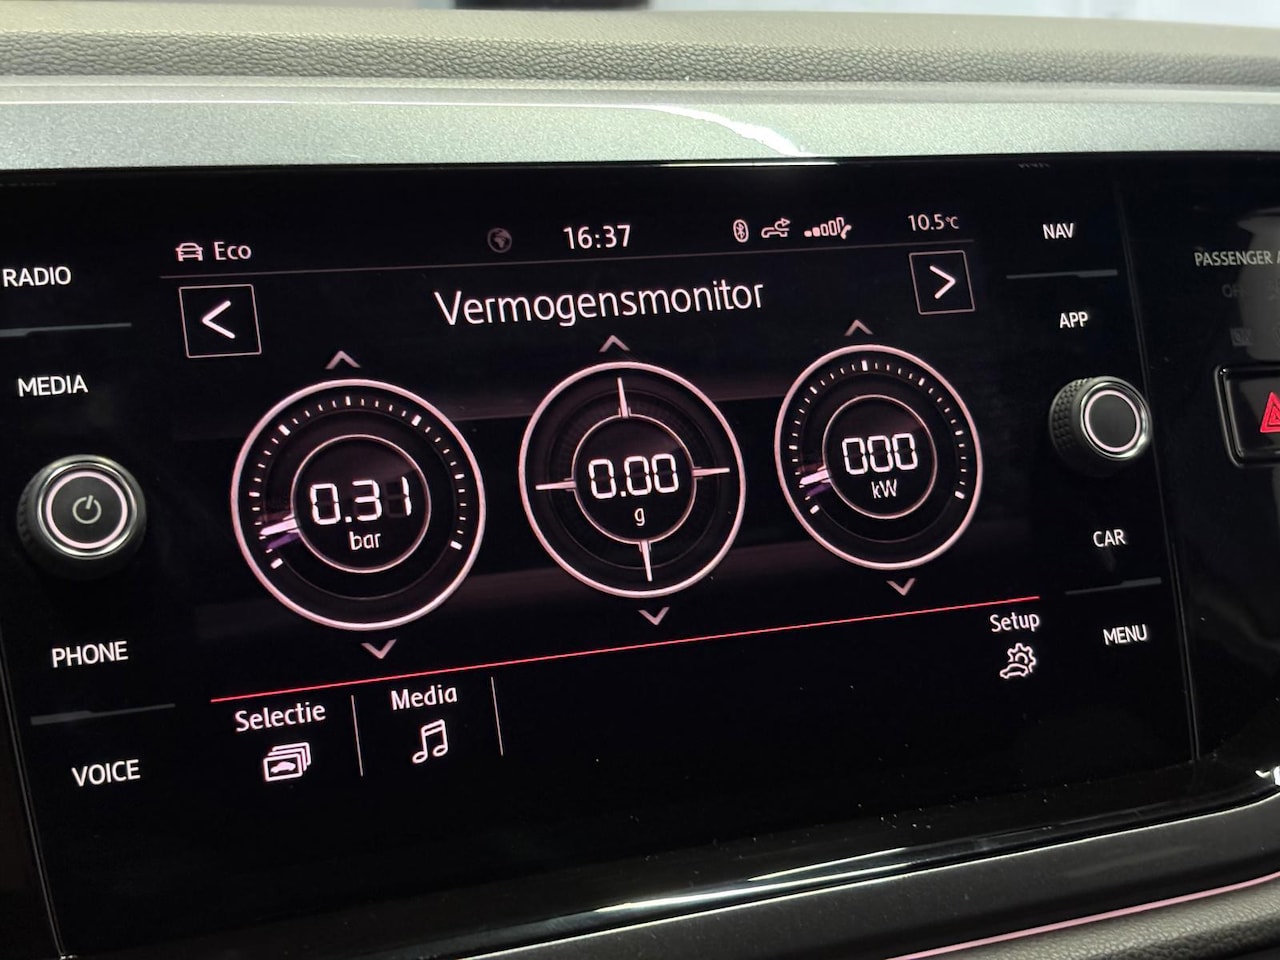 Eco
16:37
10.5°C
NAV
RADIO
PASSENGER
Vermogensmonitor
APP
MEDIA
0.31
bar
0.00
g
000
kW
CAR
Setup
MENU
PHONE
Selectie
Media
VOICE